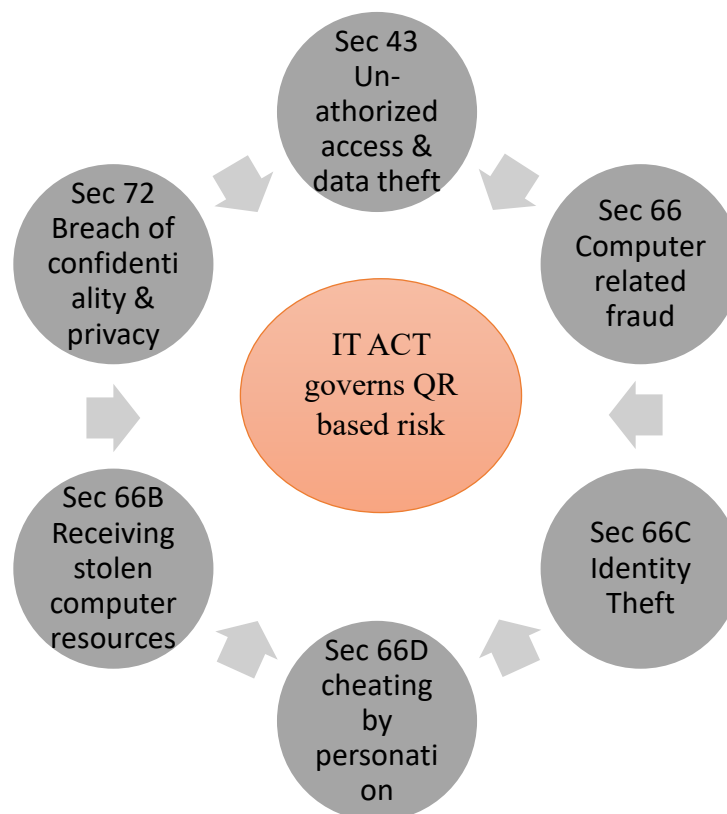 Sec 43
Un-
athorized
access &
data theft
Sec 66
Computer
related
fraud
Sec 66C
Identity
Theft
Sec 66D
cheating
by
personati
on
Sec 66B
Receiving
stolen
computer
resources
Sec 72
Breach of
confidenti
ality &
privacy
IT ACT
governs QR
based risk